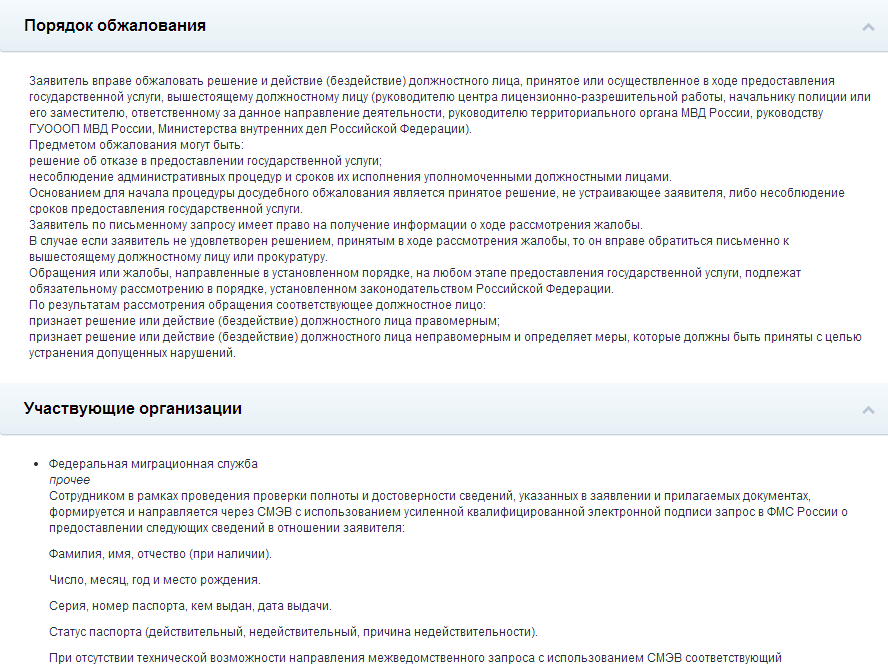 Порядок обжалования
Заявитель вправе обжаловать решение и действие (бездействие) должностного лица, принятое или осуществленное в ходе предоставления
государственной услуги, вышестоящему должностному лицу (руководителю центра лицензионно-разрешительной работы, начальнику полиции или
его заместителю, ответственному за данное направление деятельности, руководителю территориального органа МВД России, руководству
ГУОООП МВД России, Министерства внутренних дел Российской Федерации).
Предметом обжалования могут быть:
решение об отказе в предоставлении государственной услуги;
несоблюдение административных процедур и сроков их исполнения уполномоченными должностными лицами.
Основанием для начала процедуры досудебного обжалования является принятое решение, не устраивающее заявителя, либо несоблюдение
сроков предоставления государственной услуги.
Заявитель по письменному запросу имеет право на получение информации о ходе рассмотрения жалобы.
В случае если заявитель не удовлетворен решением, принятым в ходе рассмотрения жалобы, то он вправе обратиться письменно к
вышестоящему должностному лицу или прокуратуру.
Обращения или жалобы, направленные в установленном порядке, на любом этапе предоставления государственной услуги, подлежат
обязательному рассмотрению в порядке, установленном законодательством Российской Федерации.
По результатам рассмотрения обращения соответствующее должностное лицо:
признает решение или действие (бездействие) должностного лица правомерным;
признает решение или действие (бездействие) должностного лица неправомерным и определяет меры, которые должны быть приняты с целью
устранения допущенных нарушений.
Участвующие организации
• Федеральная миграционная служба
прочее
Сотрудником в рамках проведения проверки полноты и достоверности сведений, указанных в заявлении и прилагаемых документах,
формируется и направляется через СМЭВ с использованием усиленной квалифицированной электронной подписи запрос в ФМС России о
предоставлении следующих сведений в отношении заявителя:
Фамилия, имя, отчество (при наличии).
Число, месяц, год и место рождения.
Серия, номер паспорта, кем выдан, дата выдачи.
Статус паспорта (действительный, недействительный, причина недействительности).
При отсутствии технической возможности направления межведомственного запроса с использованием СМЭВ соответствующий